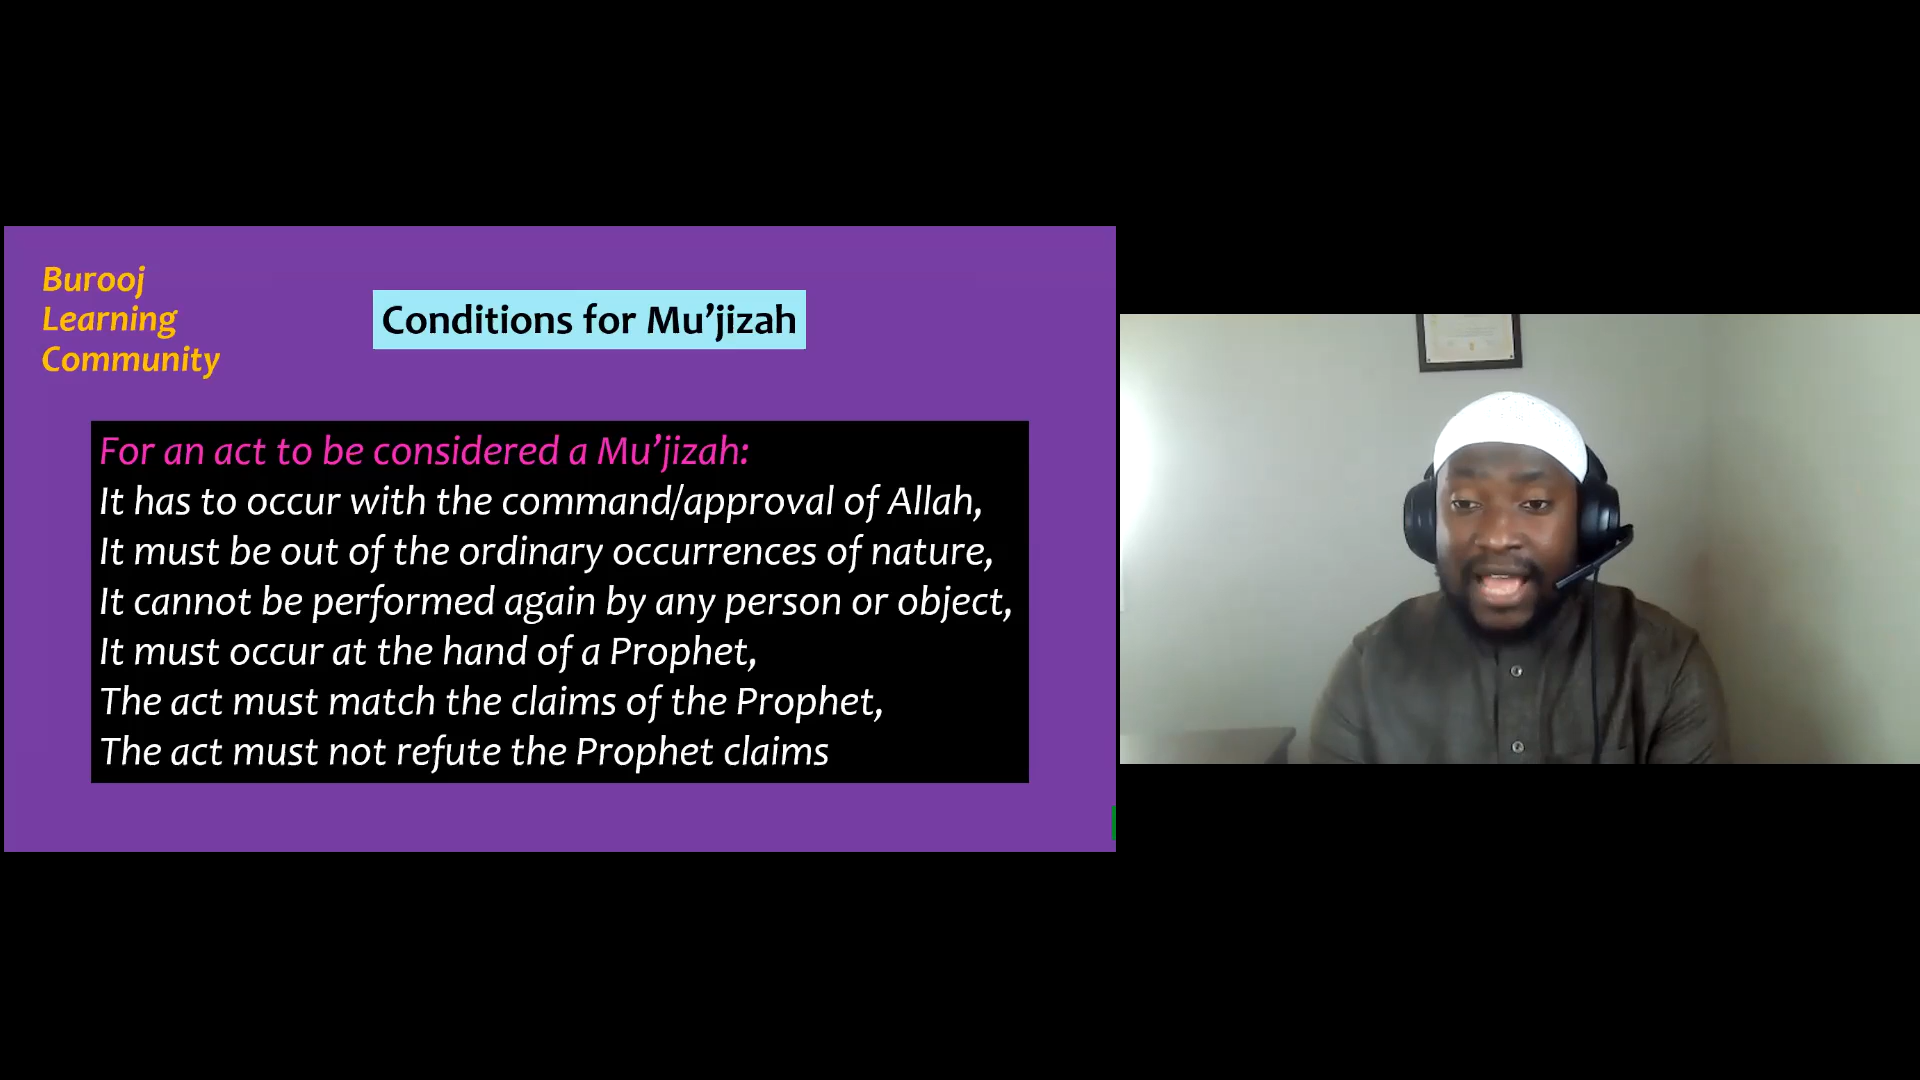 Burooj
Learning
Community
Conditions for Mu’jizah
For an act to be considered a Mu’jizah:
It has to occur with the command/approval of Allah,
It must be out of the ordinary occurrences of nature,
It cannot be performed again by any person or object,
It must occur at the hand of a Prophet,
The act must match the claims of the Prophet,
The act must not refute the Prophet claims